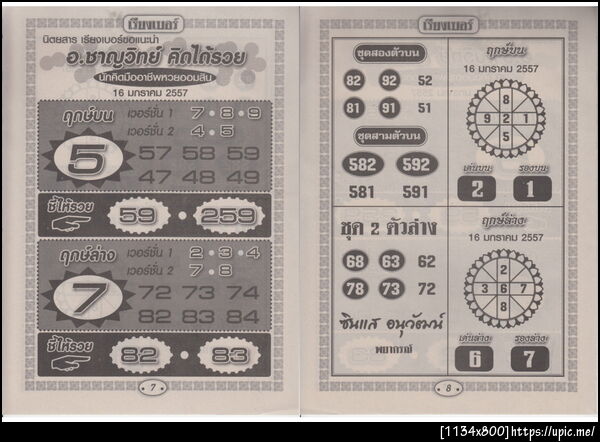 เรียงเบอร์
นิตยสาร เรียงเบอร์ขอแนะนำ
อ.ชาญวิทย์ คิดได้รวย
นักคิดมืออาชีพหวยออมสิน
16 มกราคม 2557
ฤกษ์บน เวอร์ชั่น 1 7 • 8 • 9
เวอร์ชั่น 2 4 • 5
5
57 58 59
47 48 49
ชี้ให้รวย 59 • 259
ฤกษ์ล่าง เวอร์ชั่น 1 2 • 3 • 4
เวอร์ชั่น 2 7 • 8
7
72 73 74
82 83 84
ชี้ให้รวย 82 • 83
• 7 •
เรียงเบอร์
ชุดสองตัวบน
82 92 52
81 91 51
ชุดสามตัวบน
582 592
581 591
ฤกษ์บน
16 มกราคม 2557
8
9 2 1
5
เด่นบน รองบน
2 1
ชุด 2 ตัวล่าง
68 63 62
78 73 72
ซินแส อนุวัฒน์
พยากรณ์
ฤกษ์ล่าง
16 มกราคม 2557
2
3 6 7
8
เด่นล่าง รองล่าง
6 7
• 8 •
[1134x800]https://upic.me/